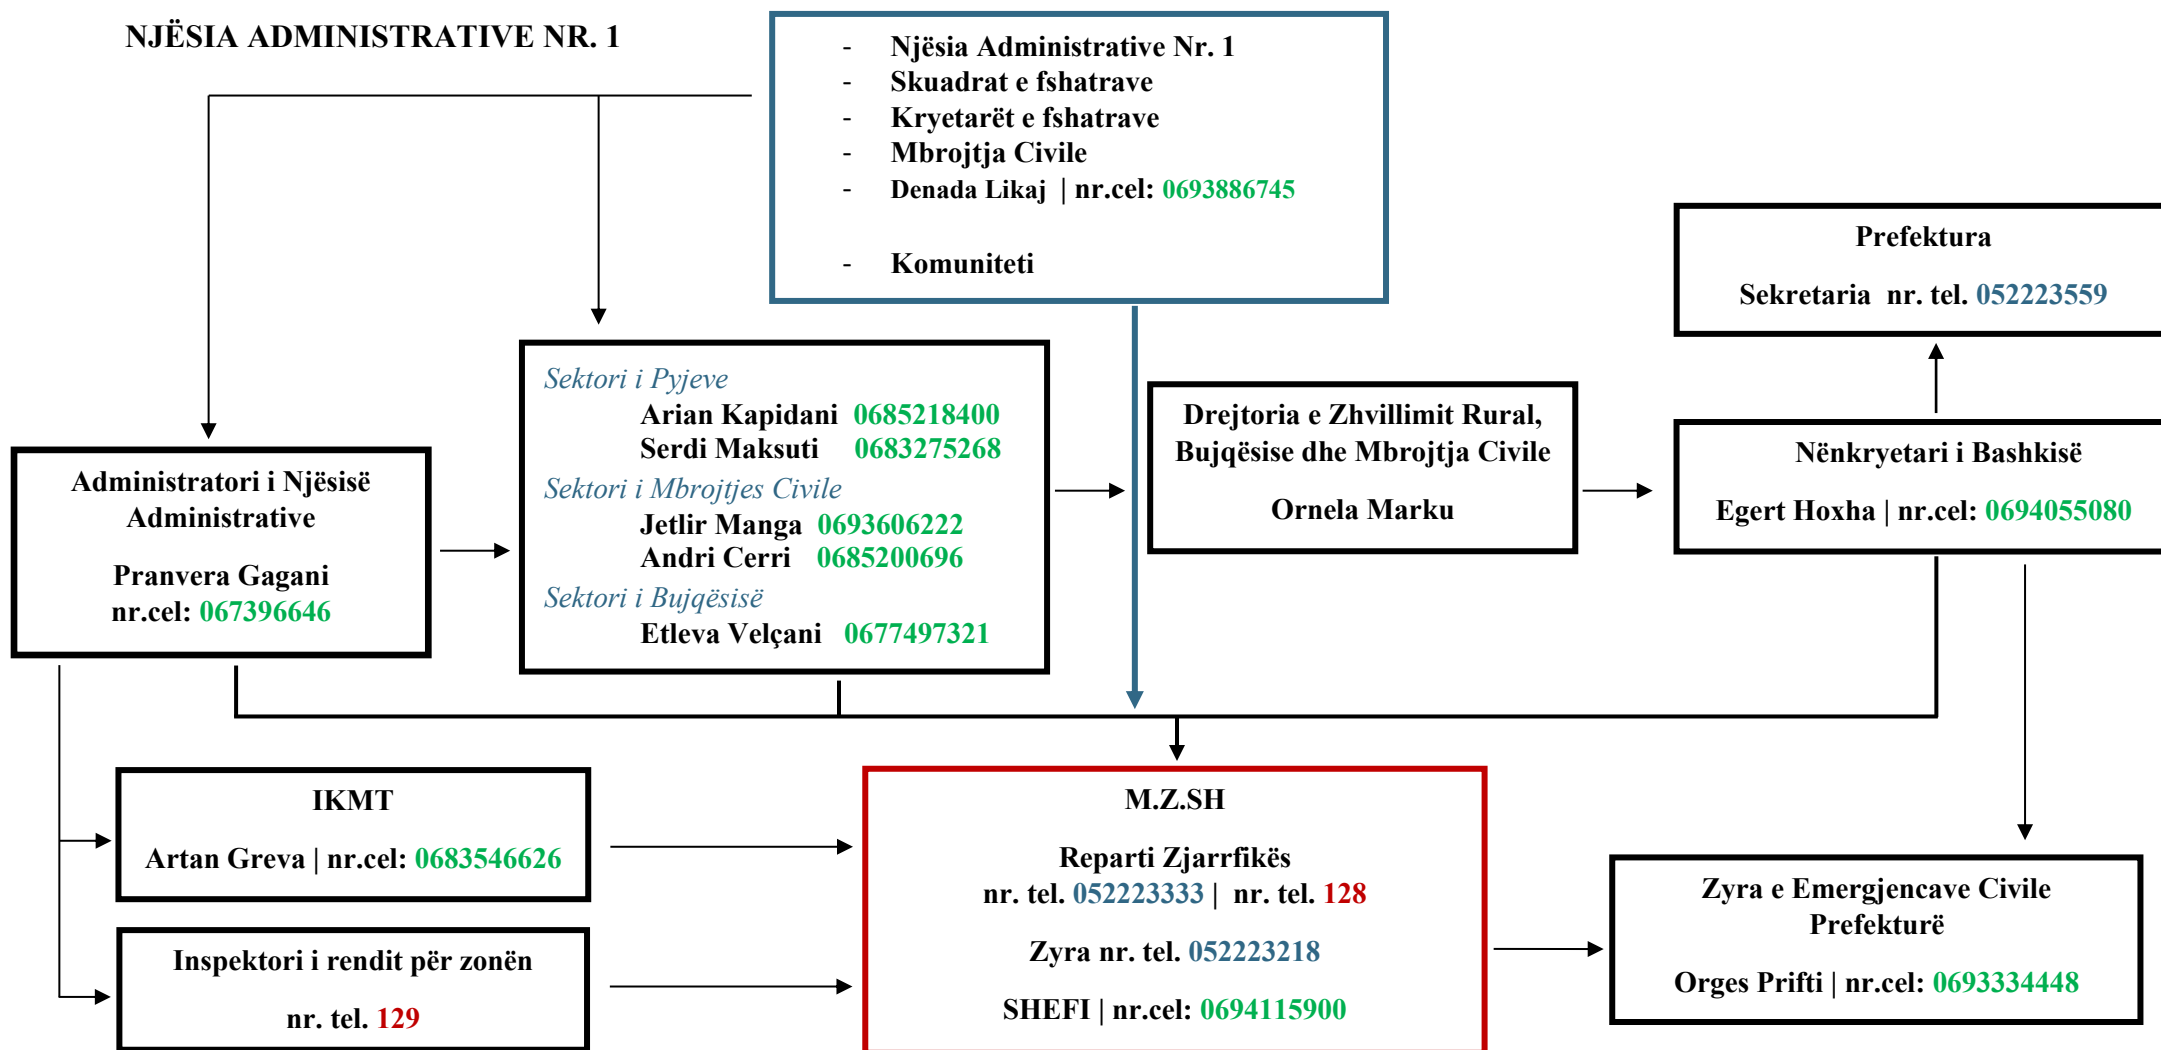 NJËSIA ADMINISTRATIVE NR. 1
- Njësia Administrative Nr. 1
- Skuadrat e fshatrave
- Kryetarët e fshatrave
- Mbrojtja Civile
- Denada Likaj | nr.cel: 0693886745
- Komuniteti
Prefektura
Sekretaria nr. tel. 052223559
Sektori i Pyjeve
Arian Kapidani 0685218400
Serdi Maksuti 0683275268
Sektori i Mbrojtjes Civile
Jetlir Manga 0693606222
Andri Cerri 0685200696
Sektori i Bujqësisë
Etleva Velçani 0677497321
Drejtoria e Zhvillimit Rural,
Bujqësise dhe Mbrojtja Civile
Ornela Marku
Nënkryetari i Bashkisë
Egert Hoxha | nr.cel: 0694055080
Administratori i Njësisë
Administrative
Pranvera Gagani
nr.cel: 067396646
IKMT
Artan Greva | nr.cel: 0683546626
Inspektori i rendit për zonën
nr. tel. 129
M.Z.SH
Reparti Zjarrfikës
nr. tel. 052223333 | nr. tel. 128
Zyra nr. tel. 052223218
SHEFI | nr.cel: 0694115900
Zyra e Emergjencave Civile
Prefekturë
Orges Prifti | nr.cel: 0693334448